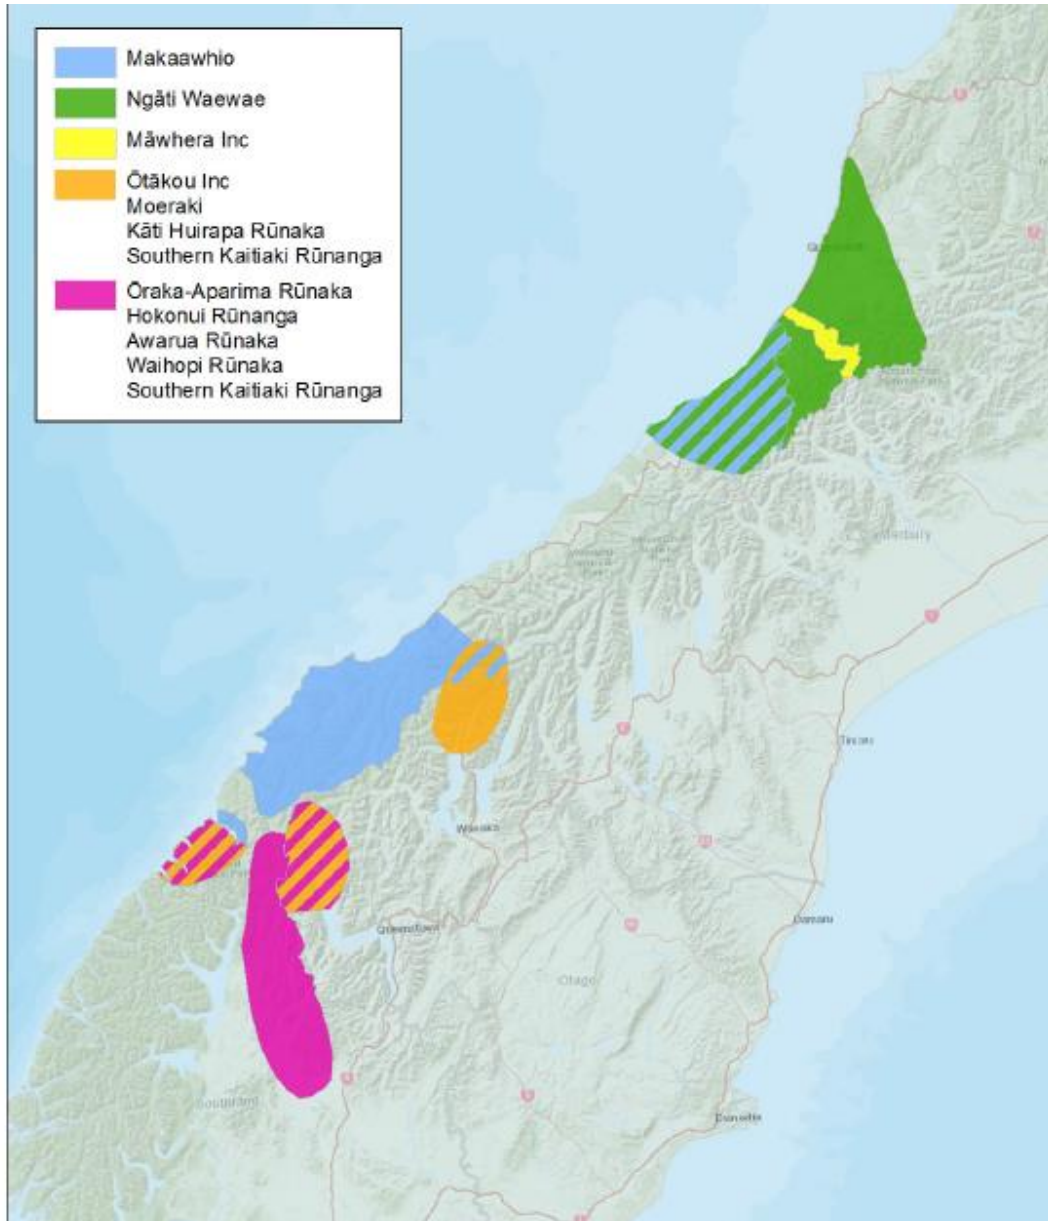 Makaawhio
Ngāti Waewae
Māwhera Inc
Ōtākou Inc
Moeraki
Kāti Huirapa Rūnaka
Southern Kaitiaki Rūnanga
Ōraka-Aparima Rūnaka
Hokonui Rūnanga
Awarua Rūnaka
Waihopi Rūnaka
Southern Kaitiaki Rūnanga
Timaru
Wanaka
Oamaru
Queenstown
Otago
Southland
Dunedin